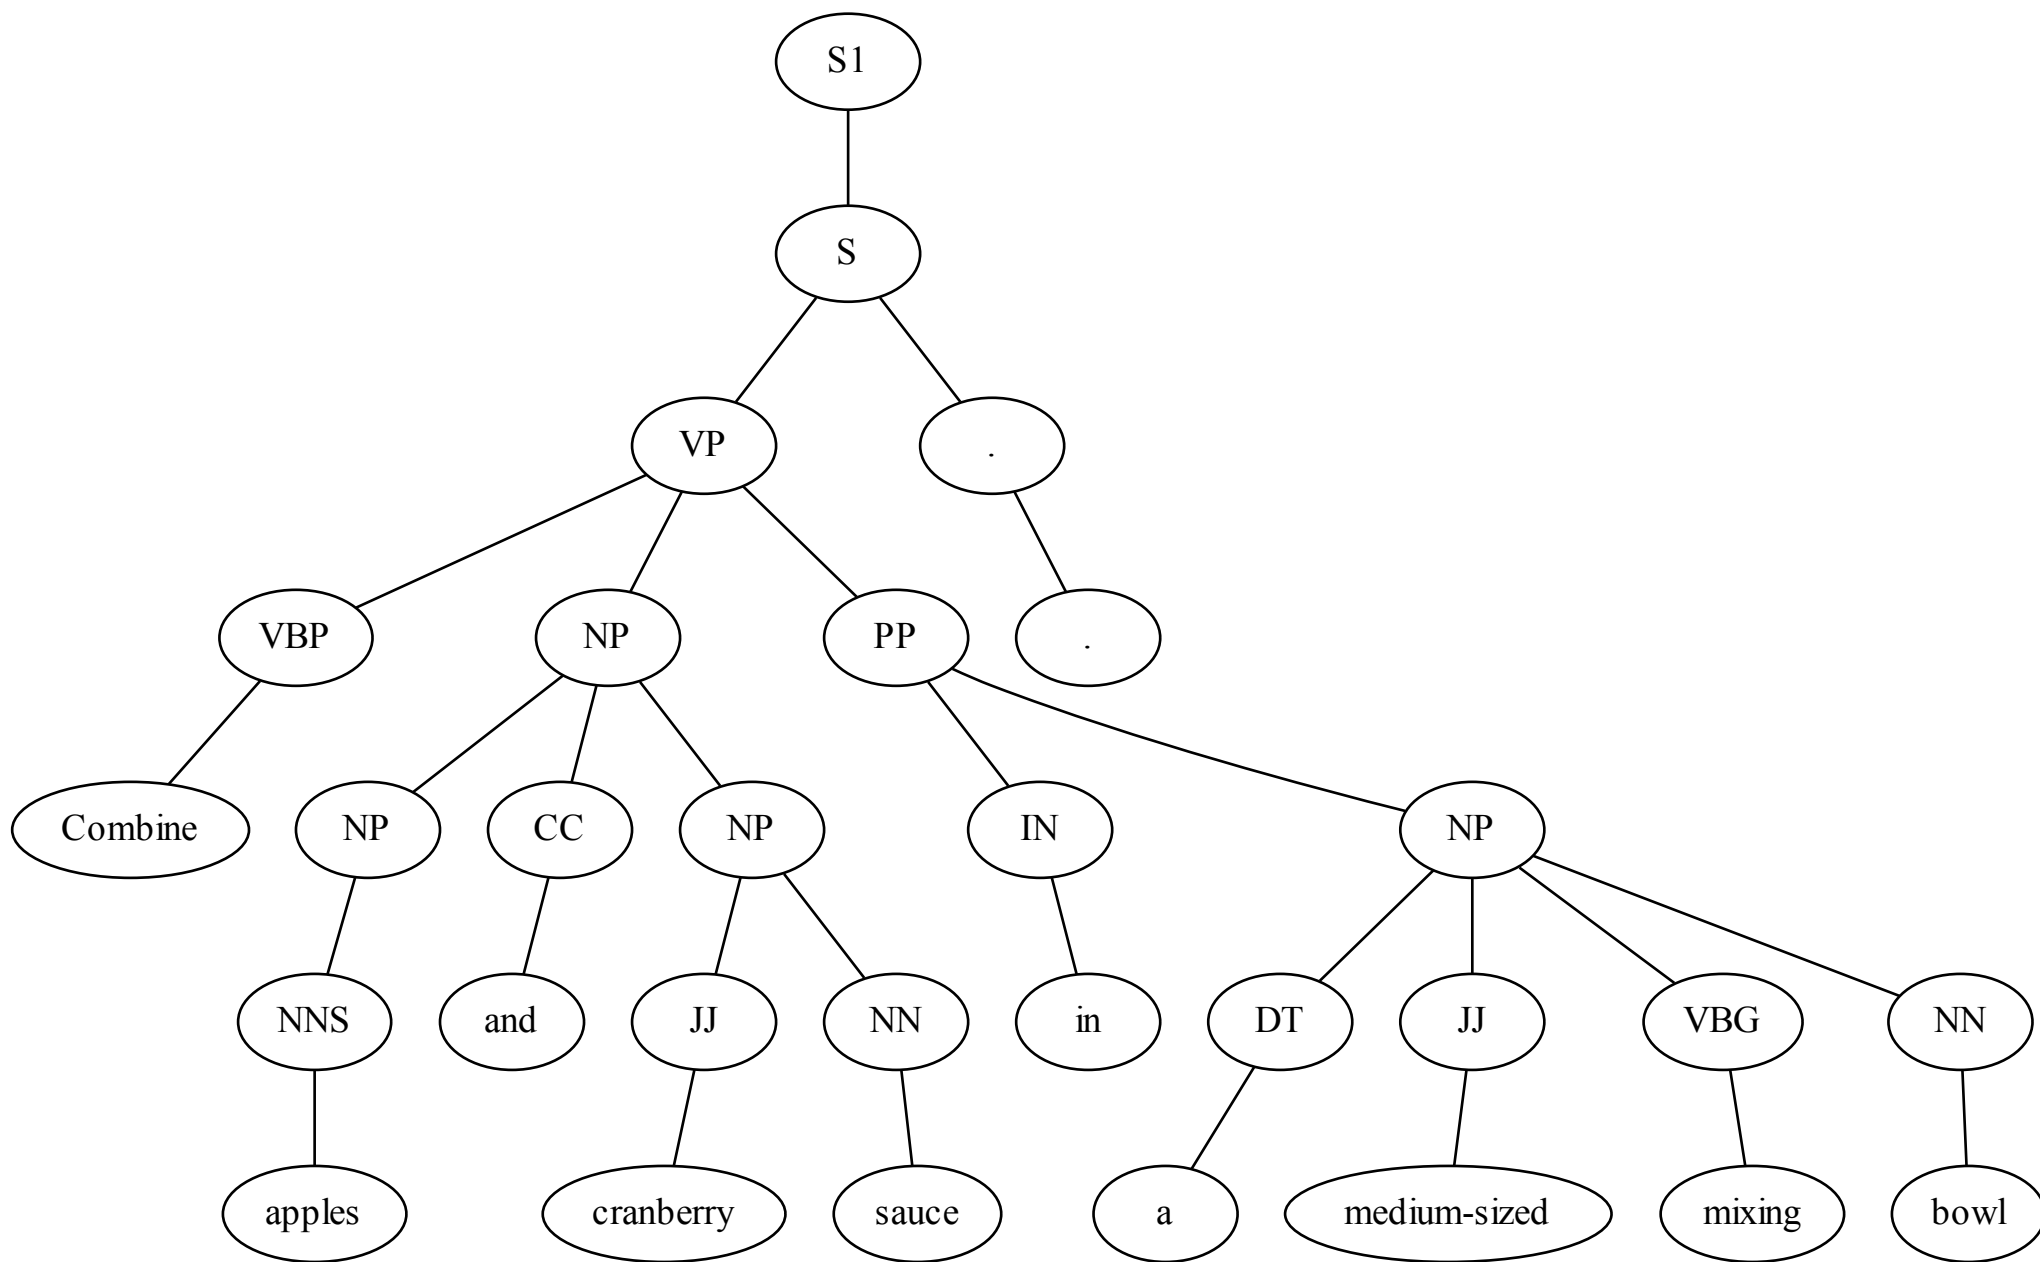 S1
S
VP .
VBP NP PP .
Combine NP CC NP IN NP
NNS and JJ NN in DT JJ VBG NN
apples cranberry sauce a medium-sized mixing bowl